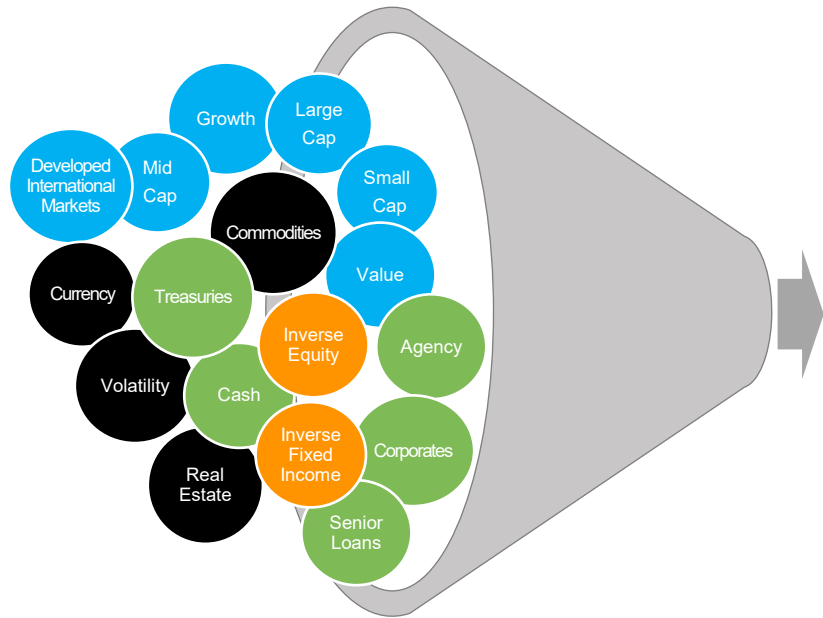 Growth
Large
Cap
Developed
International
Markets
Mid
Cap
Small
Cap
Commodities
Value
Currency
Treasuries
Inverse
Equity
Agency
Volatility
Cash
Inverse
Fixed
Income
Corporates
Real
Estate
Senior
Loans